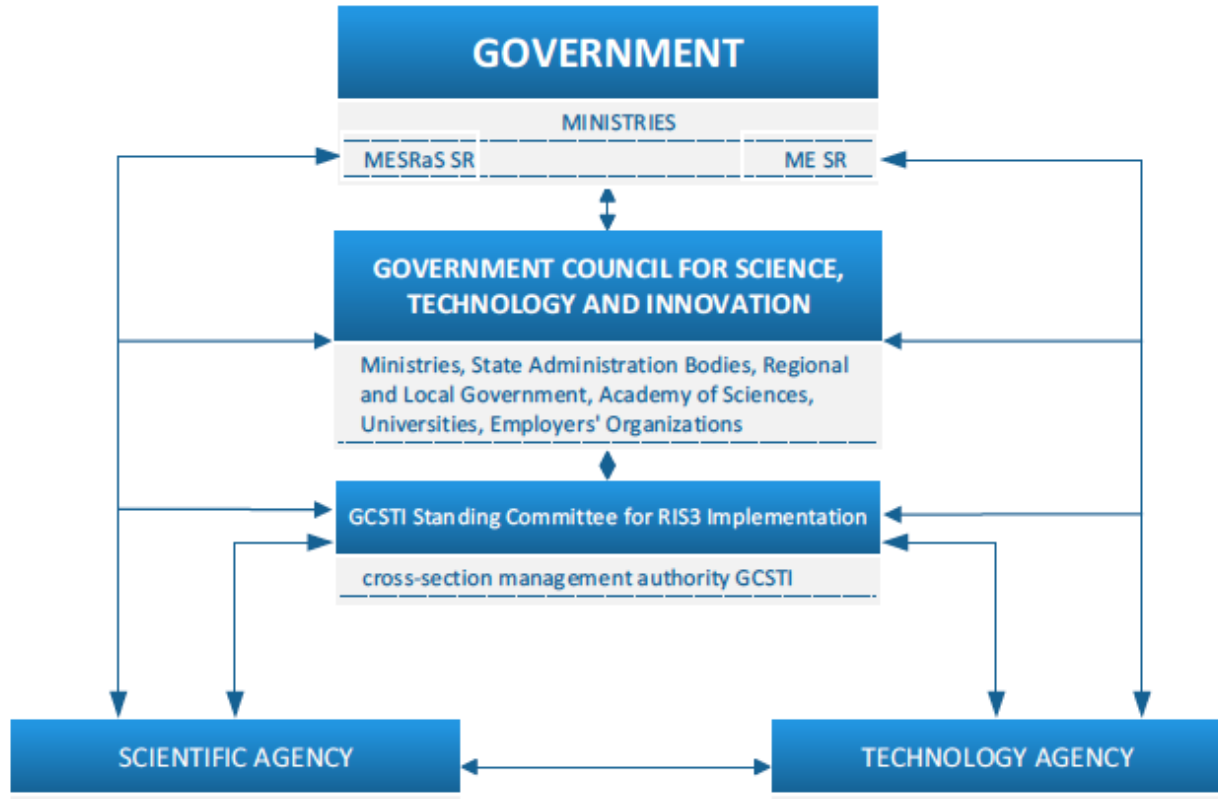 GOVERNMENT
MINISTRIES
MESRaS SR
ME SR
GOVERNMENT COUNCIL FOR SCIENCE,
TECHNOLOGY AND INNOVATION
Ministries, State Administration Bodies, Regional
and Local Government, Academy of Sciences,
Universities, Employers' Organizations
GCSTI Standing Committee for RIS3 Implementation
cross-section management authority GCSTI
SCIENTIFIC AGENCY
TECHNOLOGY AGENCY